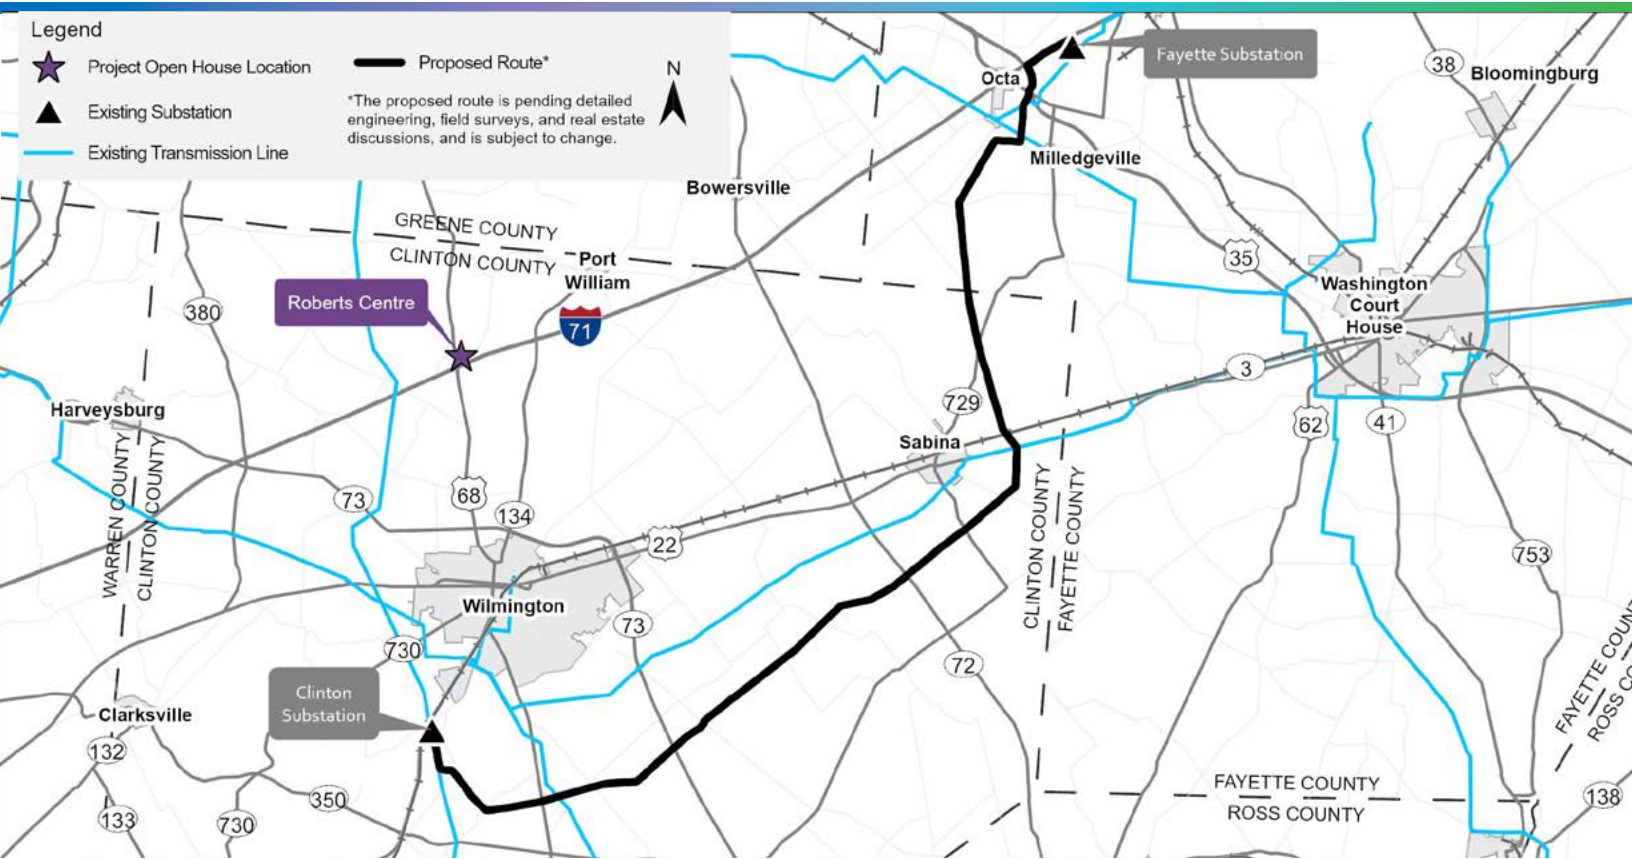 Legend
Project Open House Location
Proposed Route*
N
Existing Substation
*The proposed route is pending detailed
engineering, field surveys, and real estate
discussions, and is subject to change.
Existing Transmission Line
Fayette Substation
Octa
38
Bloomingburg
Milledgeville
Bowersville
GREENE COUNTY
CLINTON COUNTY
Port
William
35
Washington
Court
House
Roberts Centre
380
71
3
Harveysburg
729
62
41
Sabina
WARREN COUNTY
CLINTON COUNTY
73
68
134
22
CLINTON COUNTY
FAYETTE COUNTY
753
Wilmington
73
730
72
Clinton
Substation
Clarksville
132
350
133
730
FAYETTE COUNTY
ROSS COUNTY
138
FAYETTE COUNT
ROSS CO